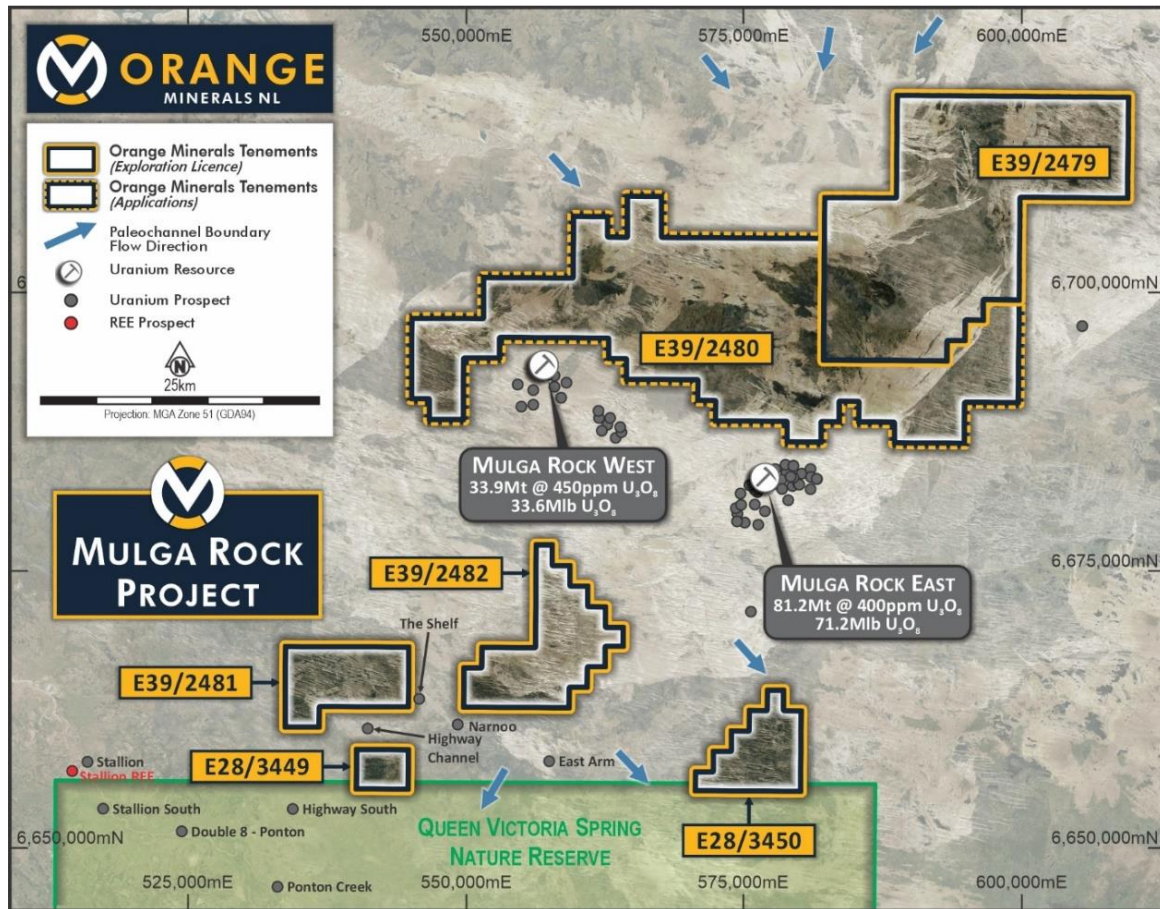 ORANGE
MINERALS NL
Orange Minerals Tenements
(Exploration Licence)
Orange Minerals Tenements
(Applications)
Paleochannel Boundary
Flow Direction
Uranium Resource
Uranium Prospect
REE Prospect
N
25km
Projection: MGA Zone 51 (GDA94)
550,000mE
575,000mE
600,000mE
E39/2479
6,700,000mN
E39/2480
MULGA ROCK WEST
33.9Mt @ 450ppm U₃O₈
33.6Mlb U₃O₈
MULGA ROCK
PROJECT
E39/2482
6,675,000mN
MULGA ROCK EAST
81.2Mt @ 400ppm U₃O₈
71.2Mlb U₃O₈
The Shelf
E39/2481
Narnoo
Highway
Channel
Stallion
Stallion REE
E28/3449
East Arm
Stallion South
Highway South
Double 8 - Ponton
6,650,000mN
QUEEN VICTORIA SPRING
NATURE RESERVE
E28/3450
6,650,000mN
Ponton Creek
525,000mE
550,000mE
575,000mE
600,000mE